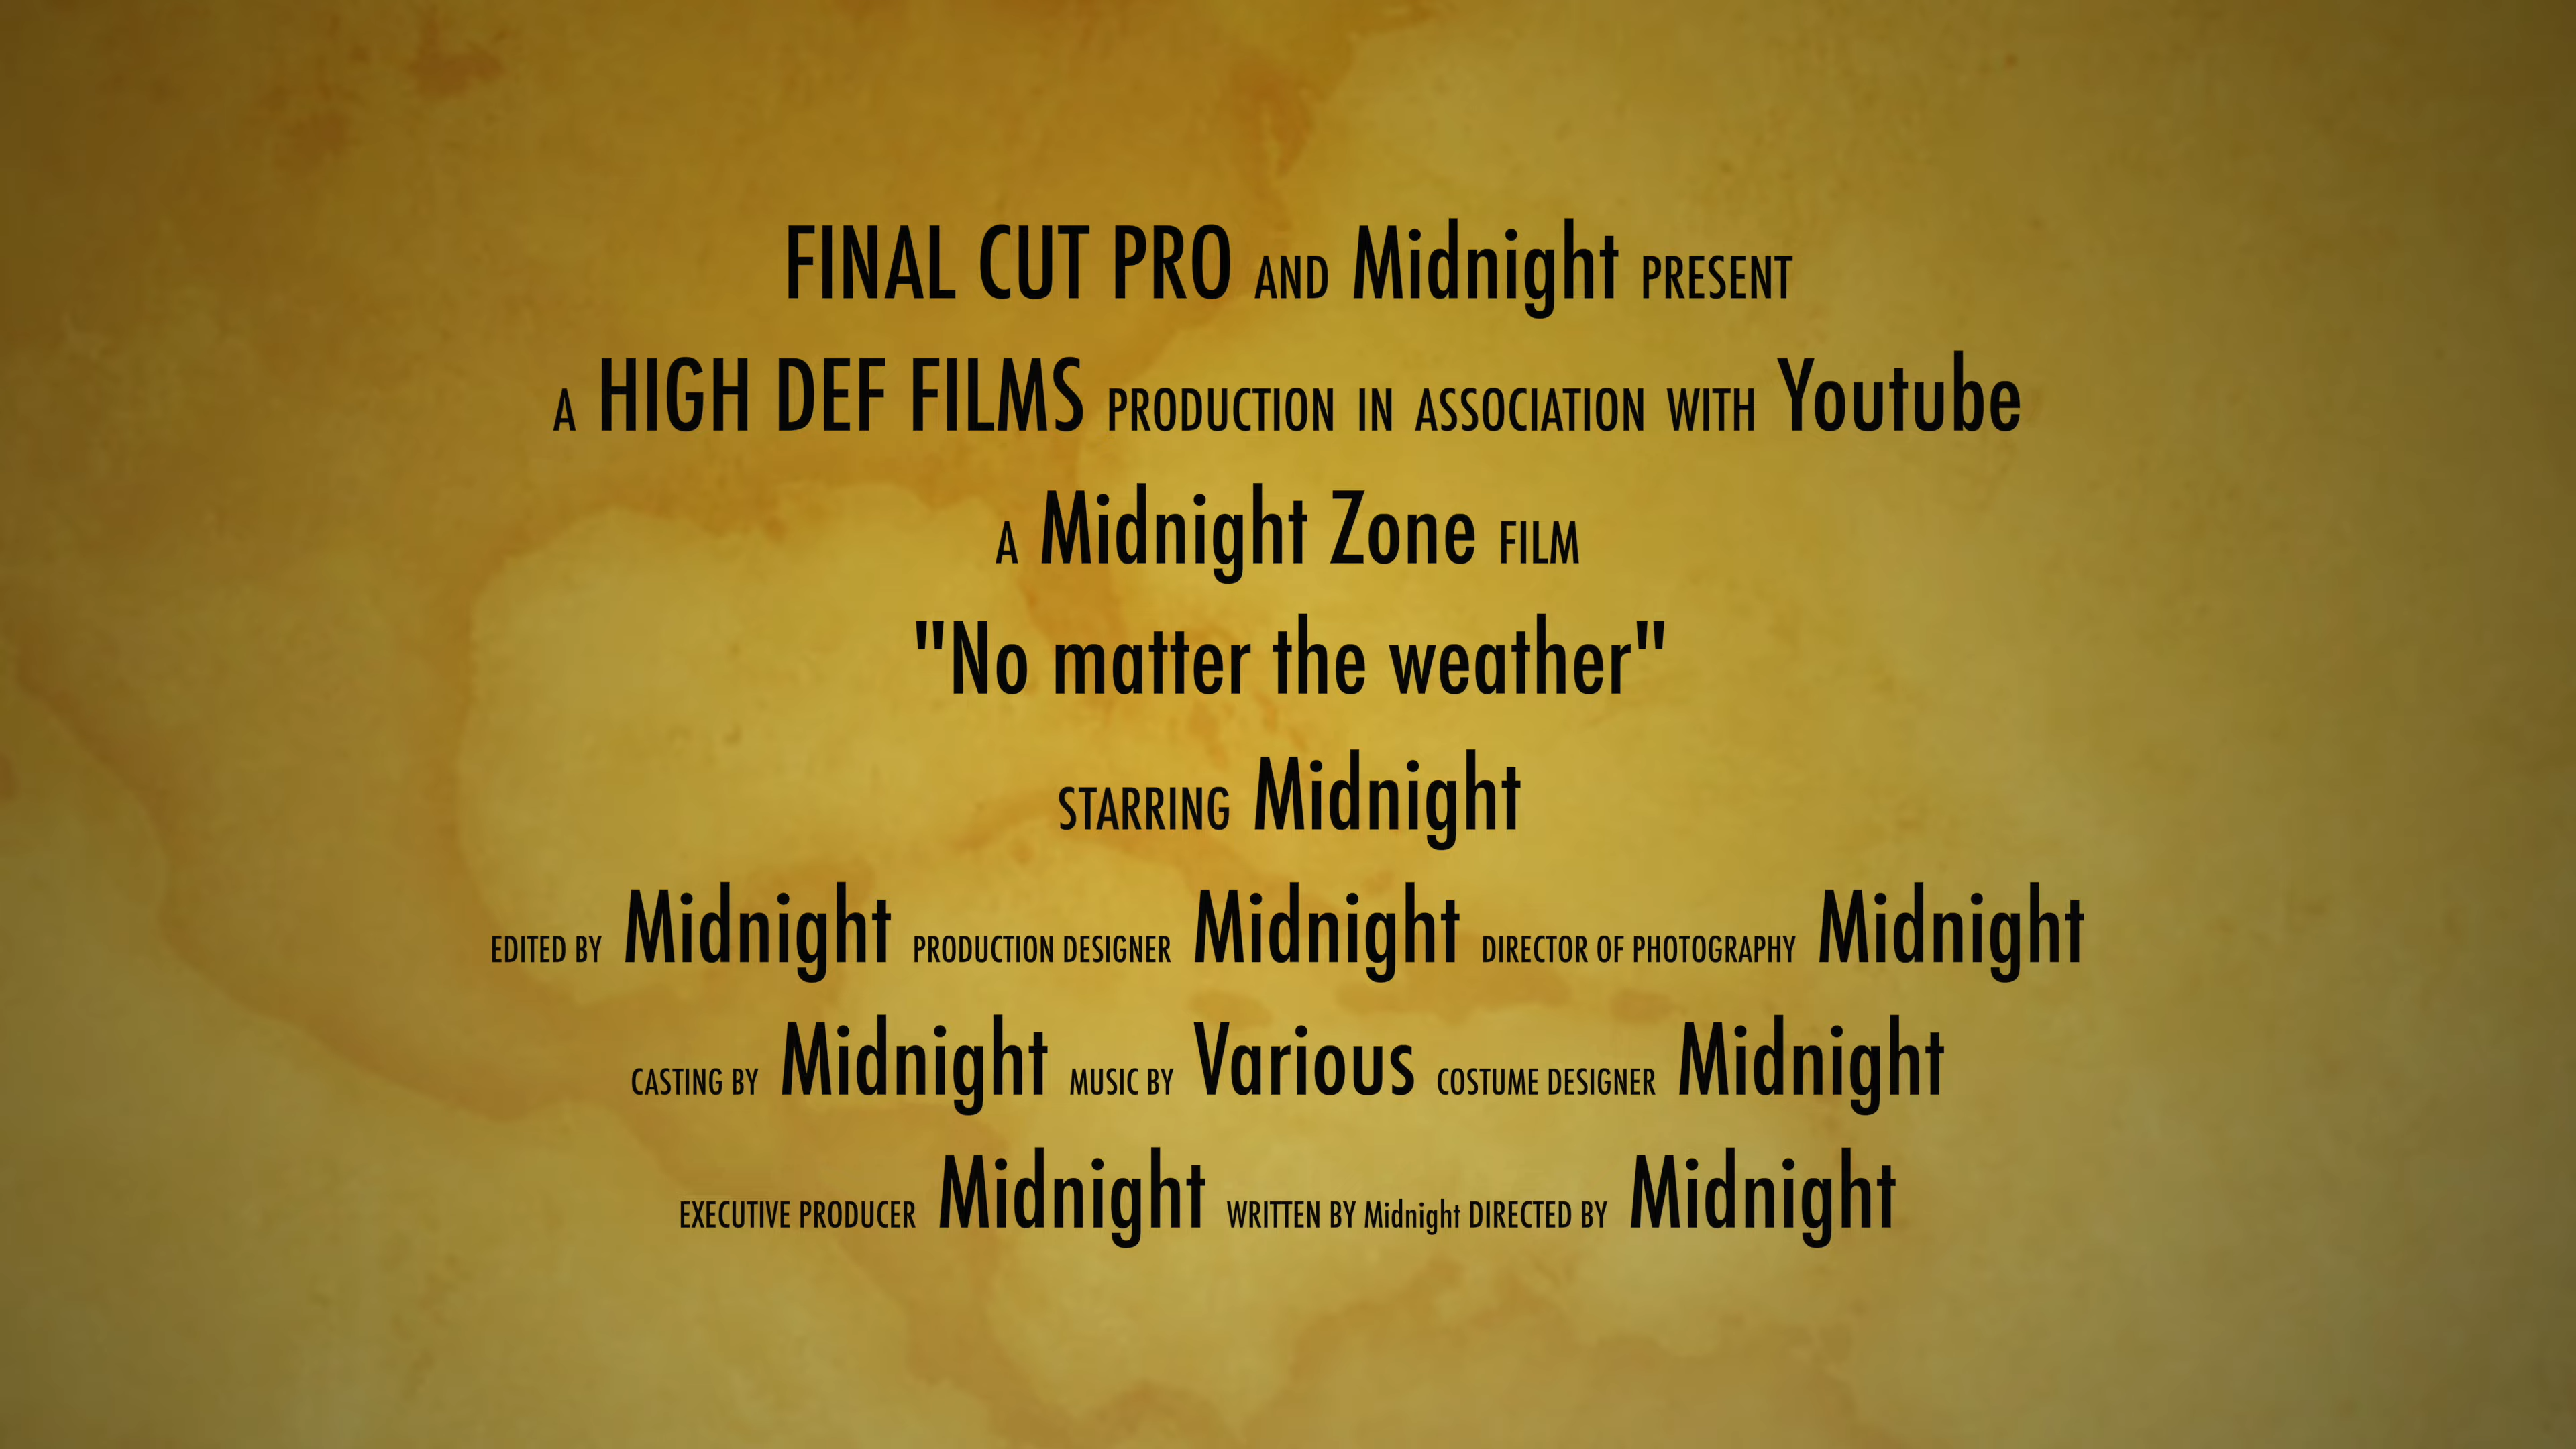 FINAL CUT PRO AND Midnight PRESENT
A HIGH DEF FILMS PRODUCTION IN ASSOCIATION WITH Youtube
A Midnight Zone FILM
"No matter the weather"
STARRING Midnight
EDITED BY Midnight PRODUCTION DESIGNER Midnight DIRECTOR OF PHOTOGRAPHY Midnight
CASTING BY Midnight MUSIC BY Various COSTUME DESIGNER Midnight
EXECUTIVE PRODUCER Midnight WRITTEN BY Midnight DIRECTED BY Midnight